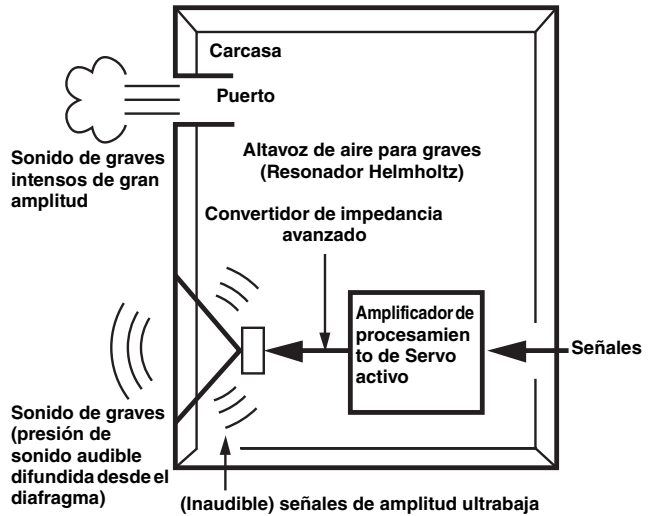 Carcasa
Puerto
Sonido de graves
intensos de gran
amplitud
Altavoz de aire para graves
(Resonador Helmholtz)
Convertidor de impedancia
avanzado
Amplificador de
procesamien
to de Servo
activo
Señales
Sonido de graves
(presión de
sonido audible
difundida desde el
diafragma)
(Inaudible) señales de amplitud ultrabaja